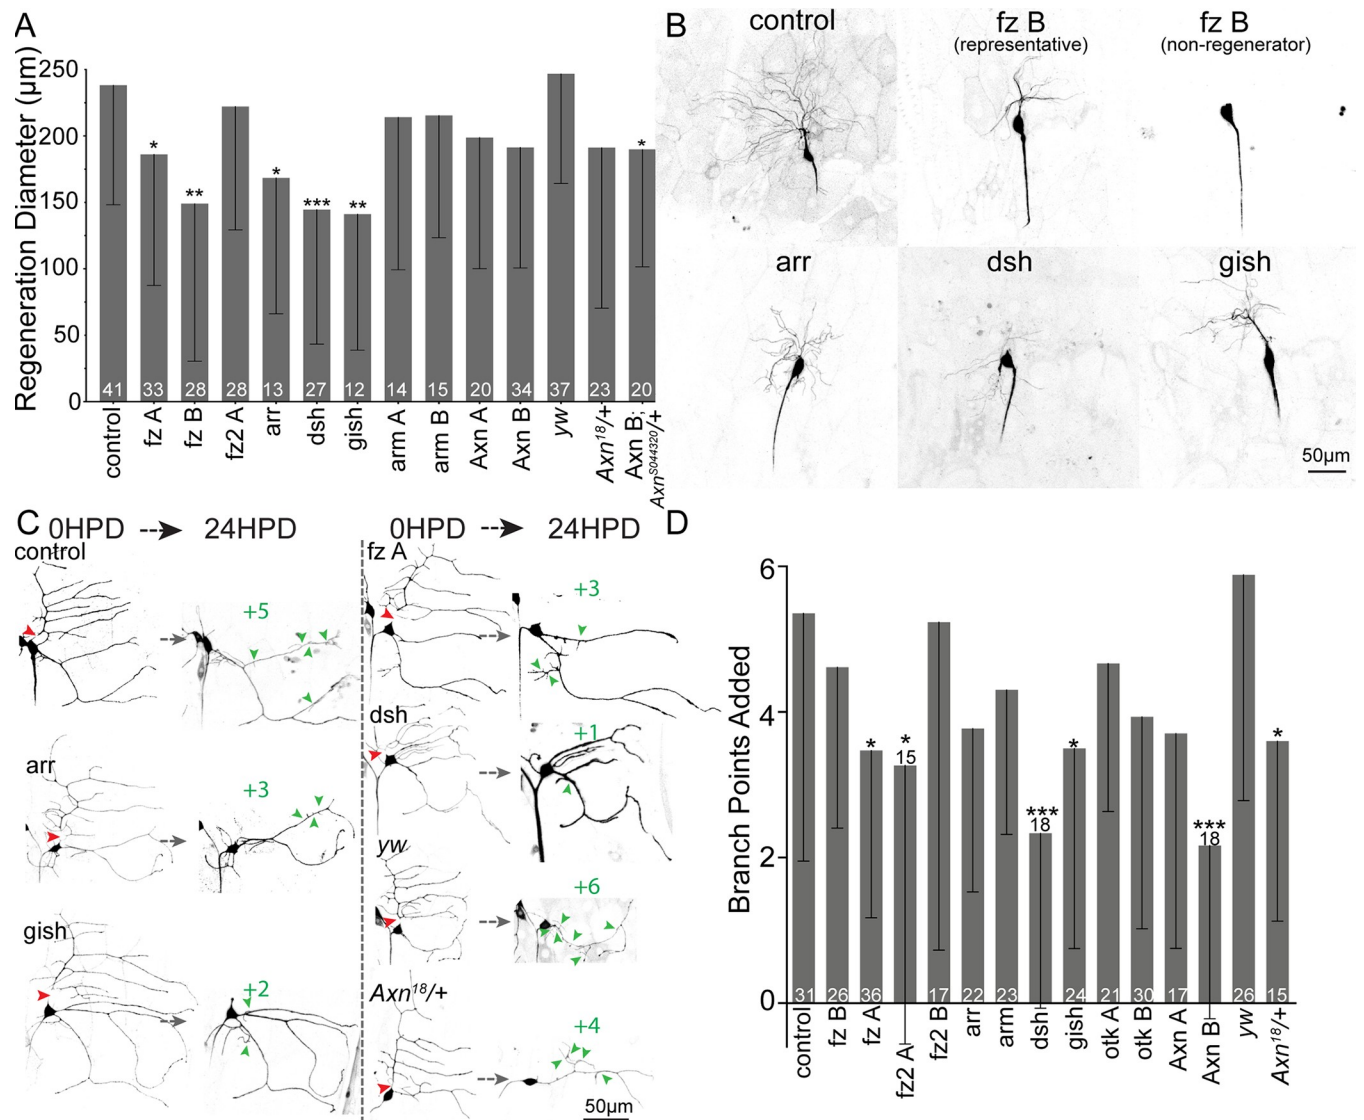 A
Regeneration Diameter (µm)
250
200
150
100
50
0
*
**
*
***
**
*
41
33
28
28
13
27
12
14
15
20
34
37
23
20
control
fz A
fz B
fz2 A
arr
dsh
gish
arm A
arm B
Axn A
Axn B
yw
Axn18/+
Axn B;
AxnS044320/+
B
control
fz B
(representative)
fz B
(non-regenerator)
arr
dsh
gish
50µm
C
0HPD
24HPD
0HPD
24HPD
control
+5
fz A
+3
arr
+3
dsh
+1
gish
+2
yw
+6
Axn18/+
+4
50µm
D
Branch Points Added
6
4
2
0
*
*
15
***
18
*
***
18
*
31
26
36
17
22
23
24
21
30
17
26
15
control
fz B
fz A
fz2 A
fz2 B
arr
arm
dsh
gish
otk A
otk B
Axn A
Axn B
yw
Axn18/+